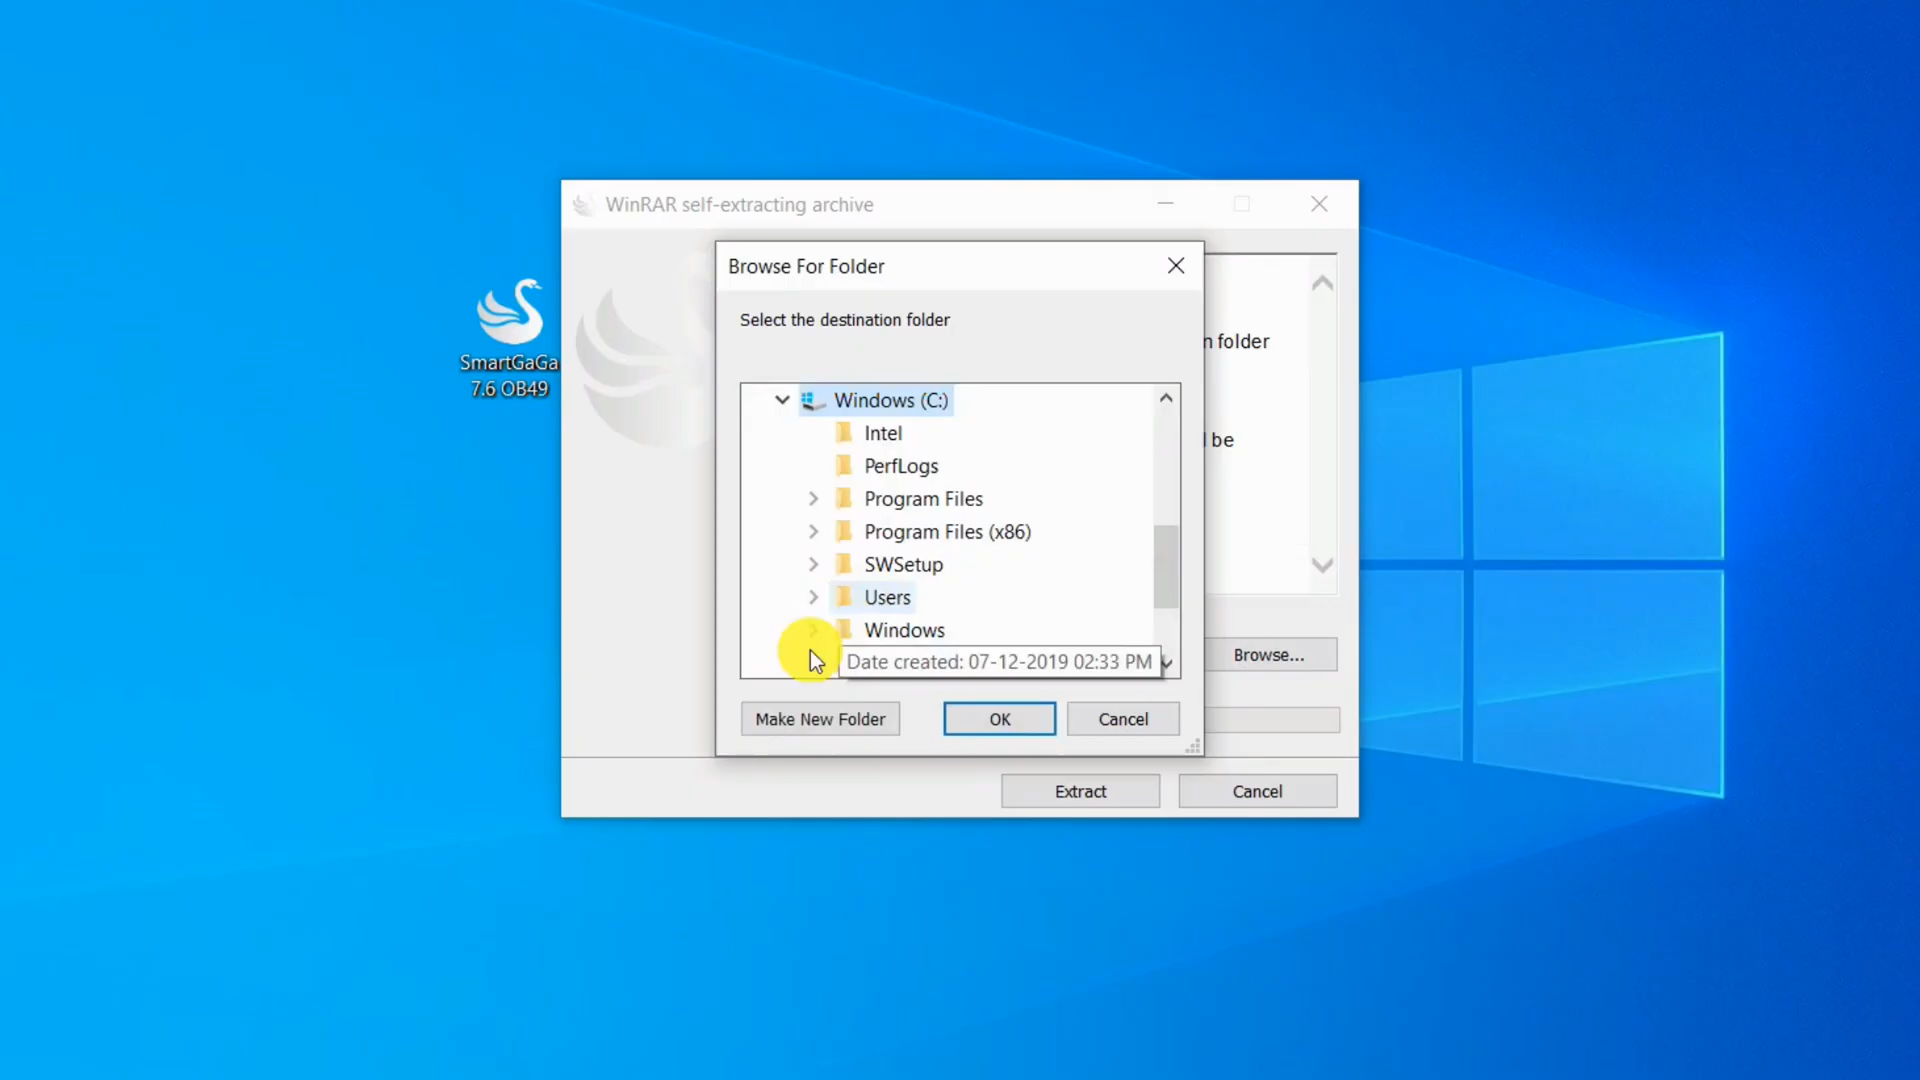 WinRAR self-extracting archive
Browse For Folder
Select the destination folder
n folder
Windows (C:)
Intel
l be
PerfLogs
Program Files
Program Files (x86)
SWSetup
Users
Windows
Date created: 07-12-2019 02:33 PM
Browse...
Make New Folder
OK
Cancel
Extract
Cancel
SmartGaGa
7.6 OB49